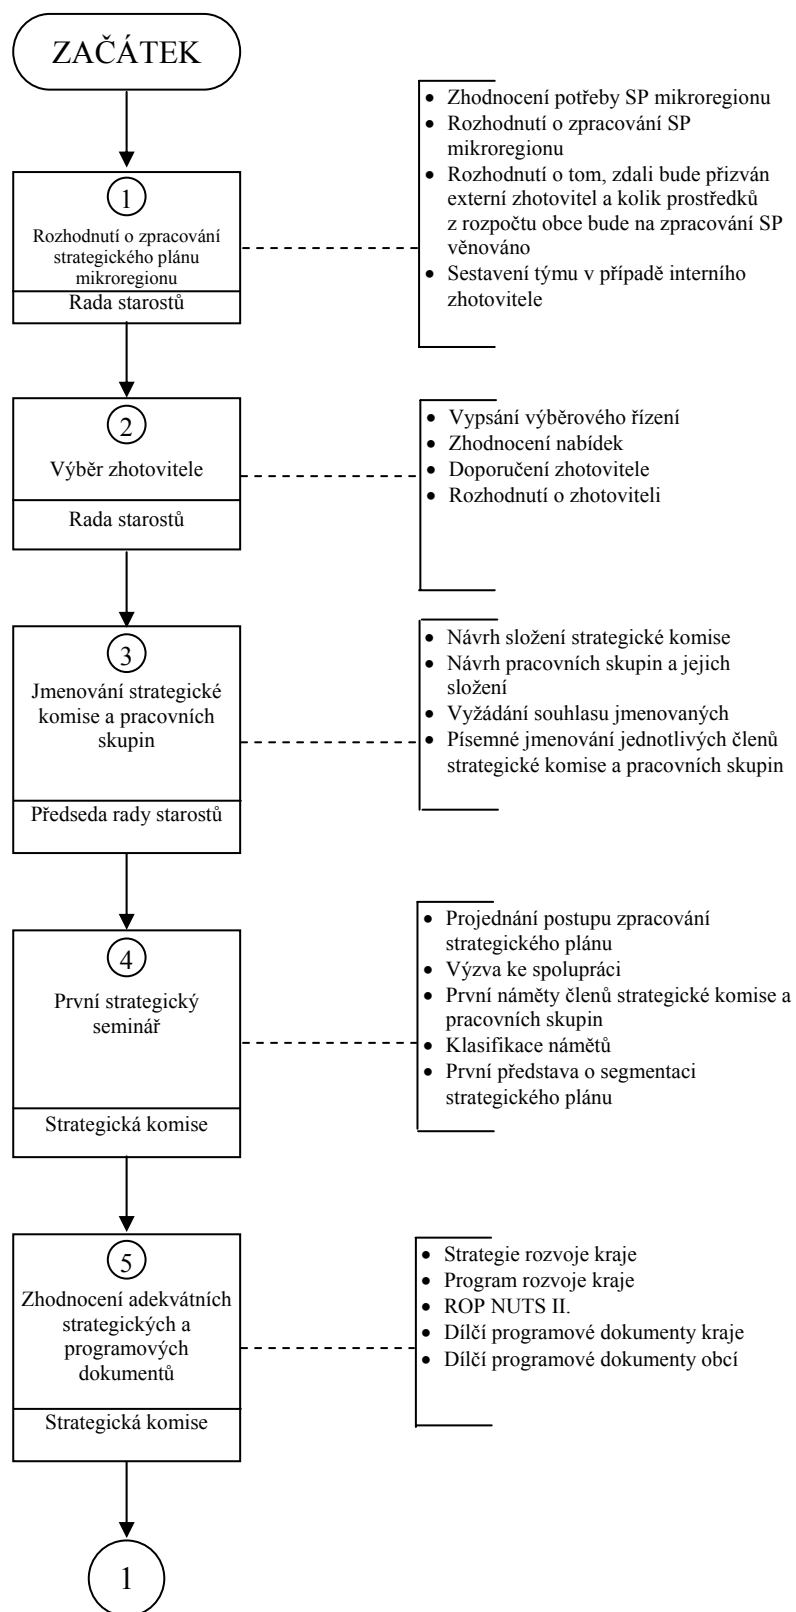 ZAČÁTEK
1
Rozhodnutí o zpracování
strategického plánu
mikroregionu
Rada starostů
• Zhodnocení potřeby SP mikroregionu
• Rozhodnutí o zpracování SP
mikroregionu
• Rozhodnutí o tom, zdali bude přizván
externí zhotovitel a kolik prostředků
z rozpočtu obce bude na zpracování SP
věnováno
• Sestavení týmu v případě interního
zhotovitele
2
Výběr zhotovitele
Rada starostů
• Vypsání výběrového řízení
• Zhodnocení nabídek
• Doporučení zhotovitele
• Rozhodnutí o zhotoviteli
3
Jmenování strategické
komise a pracovních
skupin
Předseda rady starostů
• Návrh složení strategické komise
• Návrh pracovních skupin a jejich
složení
• Vyžádání souhlasu jmenovaných
• Písemné jmenování jednotlivých členů
strategické komise a pracovních skupin
4
První strategický
seminář
Strategická komise
• Projednání postupu zpracování
strategického plánu
• Výzva ke spolupráci
• První náměty členů strategické komise a
pracovních skupin
• Klasifikace námětů
• První představa o segmentaci
strategického plánu
5
Zhodnocení adekvátních
strategických a
programových
dokumentů
Strategická komise
• Strategie rozvoje kraje
• Program rozvoje kraje
• ROP NUTS II.
• Dílčí programové dokumenty kraje
• Dílčí programové dokumenty obcí
1